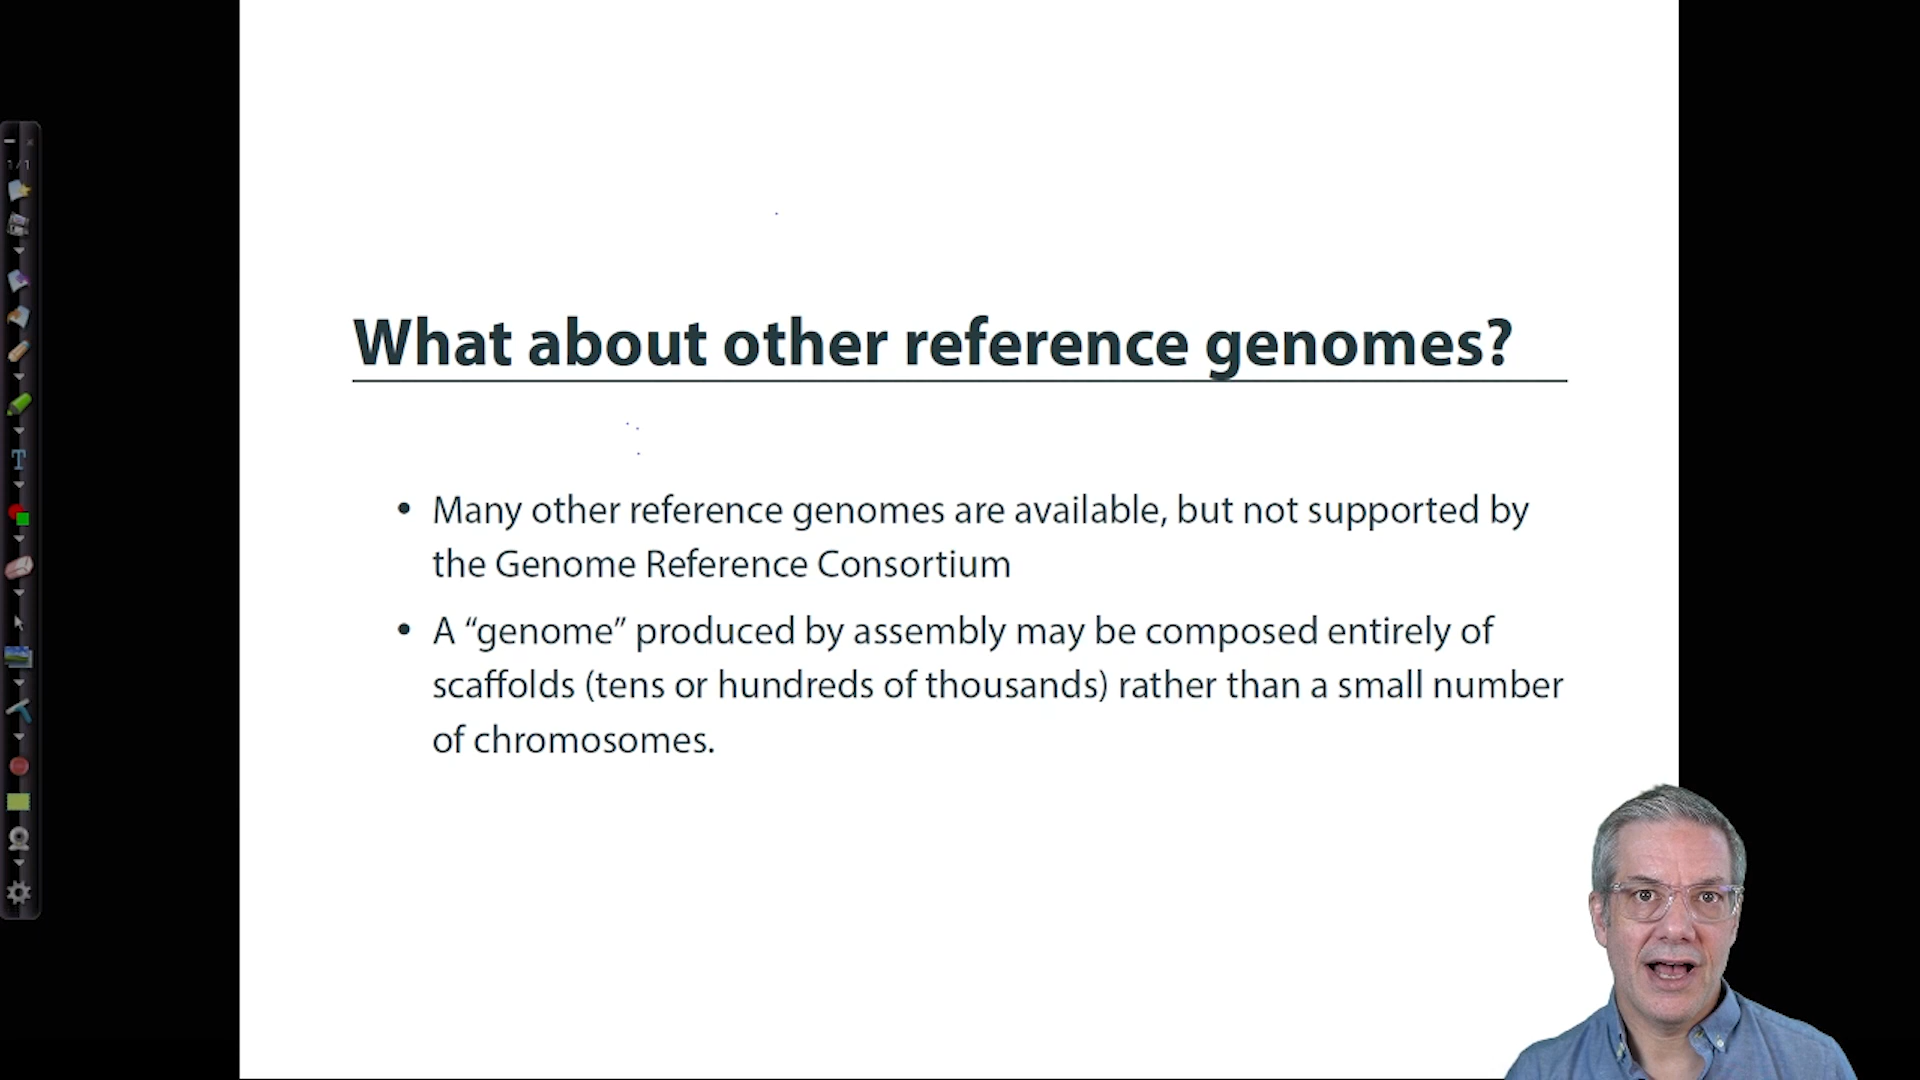 1/1
What about other reference genomes?
• Many other reference genomes are available, but not supported by
the Genome Reference Consortium
• A “genome” produced by assembly may be composed entirely of
scaffolds (tens or hundreds of thousands) rather than a small number
of chromosomes.
T